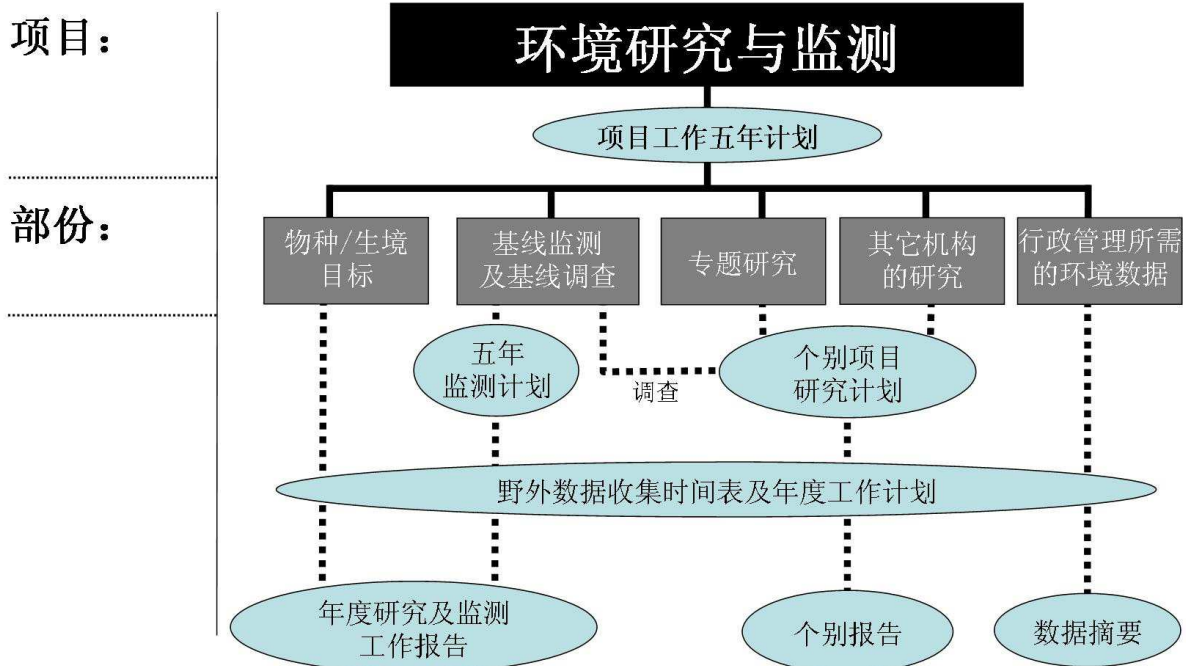 项目：
环境研究与监测
项目工作五年计划
部份：
物种/生境
目标
基线监测
及基线调查
专题研究
其它机构
的研究
行政管理所需
的环境数据
五年
监测计划
调查
个别项目
研究计划
野外数据收集时间表及年度工作计划
年度研究及监测
工作报告
个别报告
数据摘要